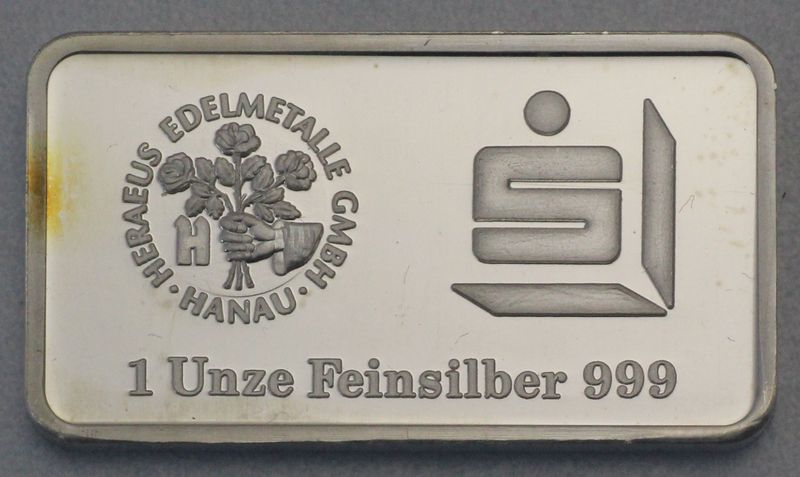 HERAEUS EDELMETALLE GMBH
· HANAU ·
H
S
1 Unze Feinsilber 999